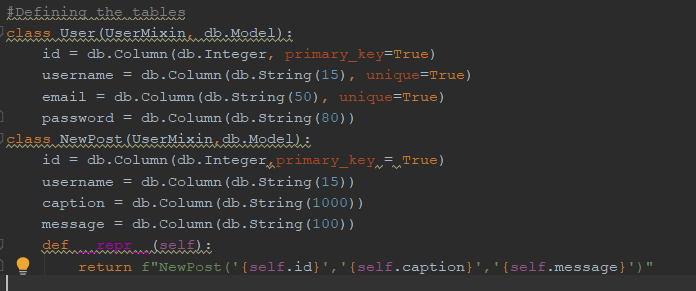 #Defining the tables
class User(UserMixin, db.Model):
    id = db.Column(db.Integer, primary_key=True)
    username = db.Column(db.String(15), unique=True)
    email = db.Column(db.String(50), unique=True)
    password = db.Column(db.String(80))
class NewPost(UserMixin,db.Model):
    id = db.Column(db.Integer,primary_key = True)
    username = db.Column(db.String(15))
    caption = db.Column(db.String(1000))
    message = db.Column(db.String(100))
    def __repr__(self):
        return f"NewPost('{self.id}','{self.caption}','{self.message}')"